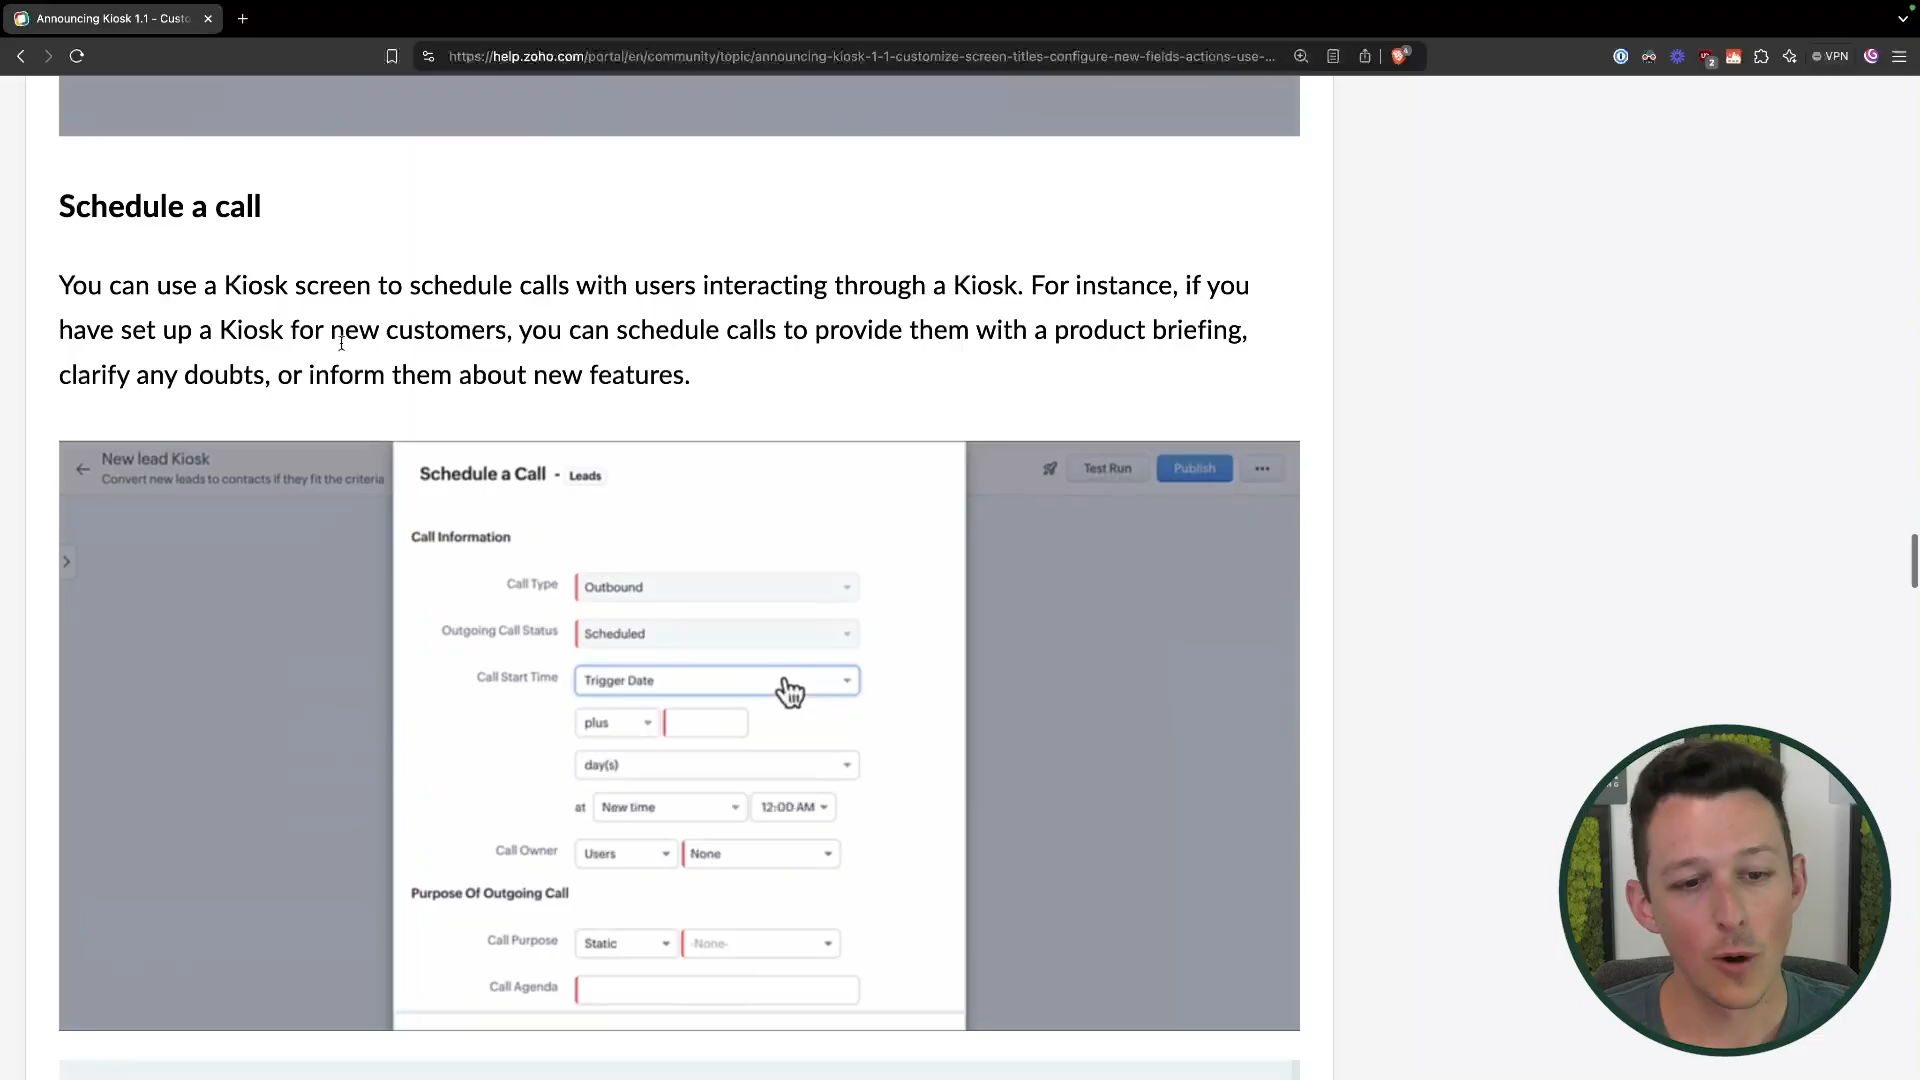 Announcing Kiosk 1.1 - Custo
https://help.zoho.com/portal/en/community/topic/announcing-kiosk-1-1-customize-screen-titles-configure-new-fields-actions-use-...
4
2
VPN
Schedule a call
You can use a Kiosk screen to schedule calls with users interacting through a Kiosk. For instance, if you
have set up a Kiosk for new customers, you can schedule calls to provide them with a product briefing,
clarify any doubts, or inform them about new features.
New lead Kiosk
Convert new leads to contacts if they fit the criteria
Schedule a Call - Leads
Test Run
Publish
Call Information
Call Type Outbound
Outgoing Call Status Scheduled
Call Start Time Trigger Date
plus
day(s)
at New time 12:00 AM
Call Owner Users None
Purpose Of Outgoing Call
Call Purpose Static -None-
Call Agenda